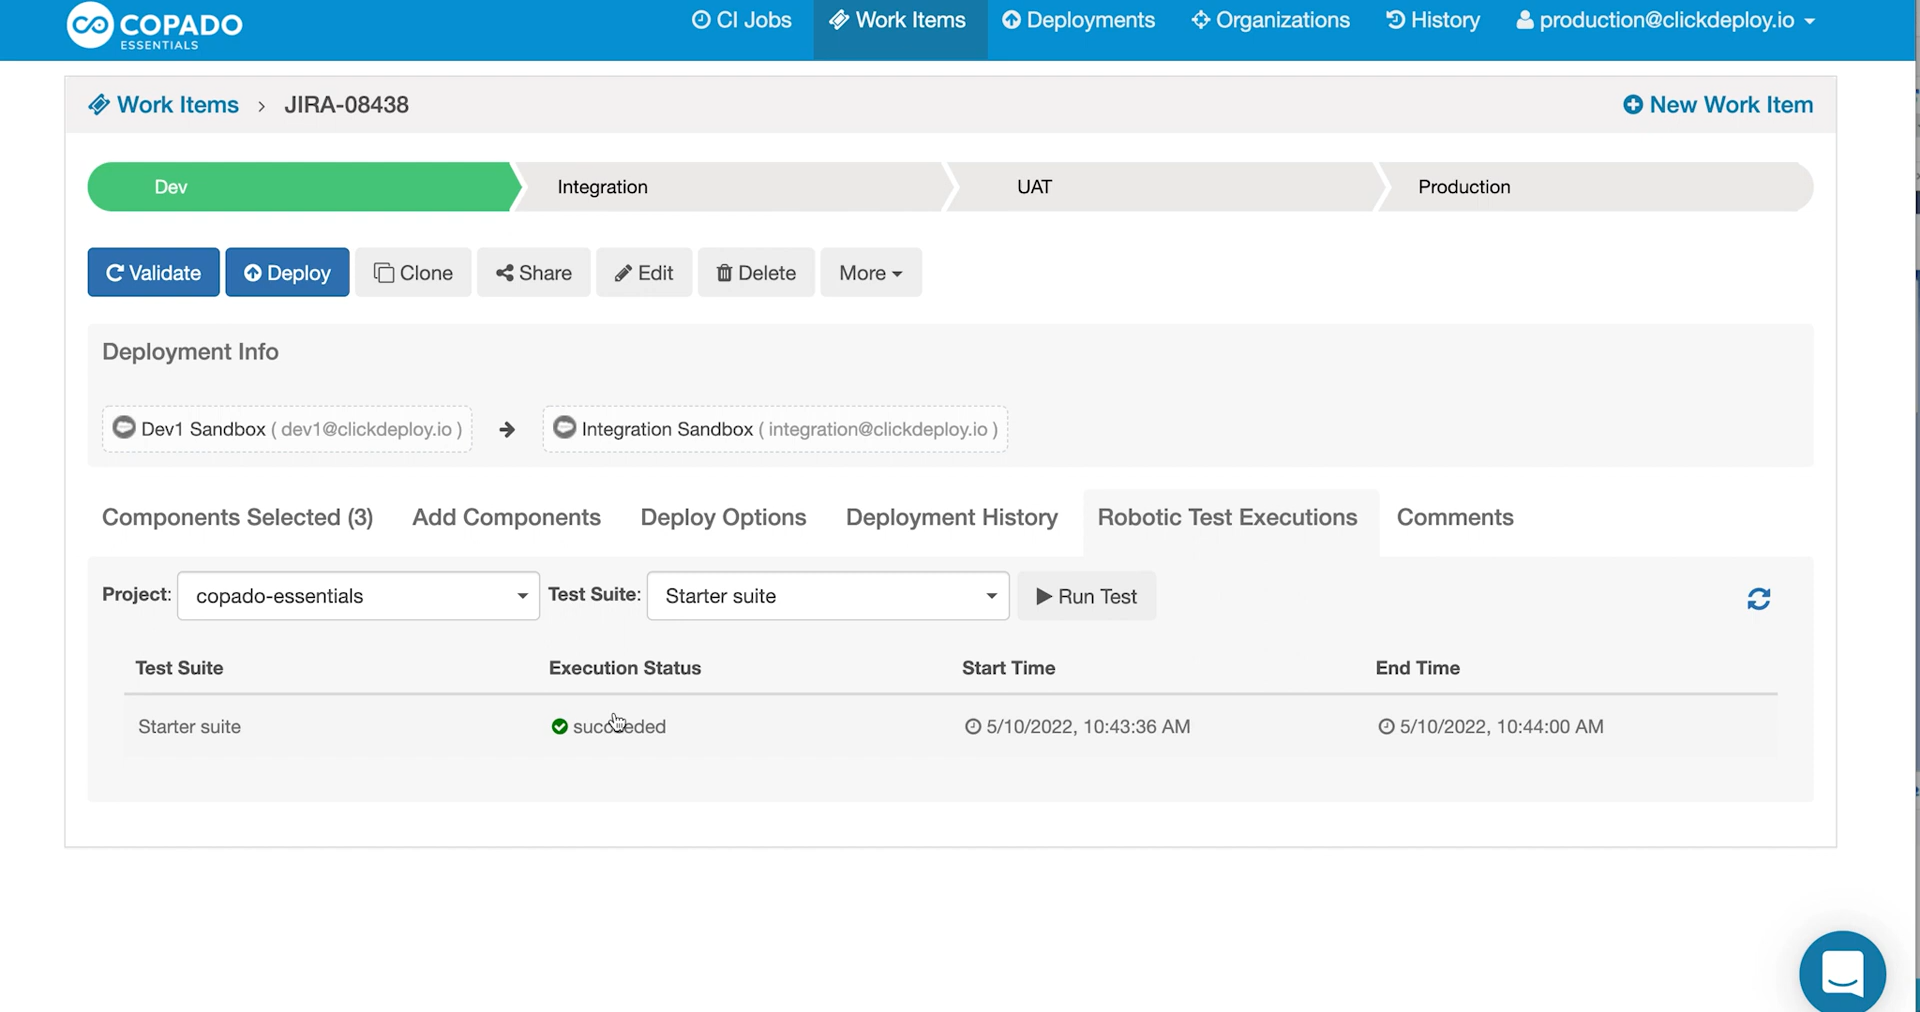 COPADO
ESSENTIALS
CI Jobs
Work Items
Deployments
Organizations
History
production@clickdeploy.io
Work Items > JIRA-08438
New Work Item
Dev
Integration
UAT
Production
Validate
Deploy
Clone
Share
Edit
Delete
More
Deployment Info
Dev1 Sandbox ( dev1@clickdeploy.io )
Integration Sandbox ( integration@clickdeploy.io )
Components Selected (3)
Add Components
Deploy Options
Deployment History
Robotic Test Executions
Comments
Project: copado-essentials
Test Suite: Starter suite
Run Test
Test Suite
Execution Status
Start Time
End Time
Starter suite
succeeded
5/10/2022, 10:43:36 AM
5/10/2022, 10:44:00 AM